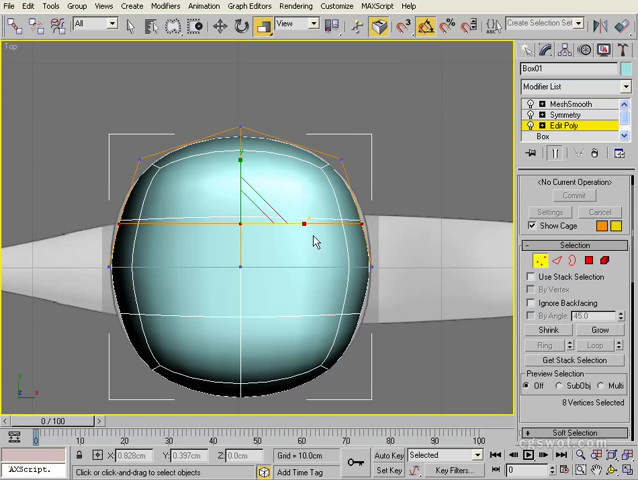 File Edit Tools Group Views Create Modifiers Animation Graph Editors Rendering Customize MAXScript Help
All View Create Selection Set
Top
Box01
Modifier List
MeshSmooth
Symmetry
Edit Poly
Box
<No Current Operation>
Commit
Settings Cancel
Show Cage
- Selection
Use Stack Selection
By Vertex
Ignore Backfacing
By Angle: 45.0
Shrink Grow
Ring Loop
Get Stack Selection
Preview Selection
Off SubObj Multi
8 Vertices Selected
+ Soft Selection
y
x
0 / 100
cgswot.com
0 10 20 30 40 50 60 70 80 90 100
X: 0.828cm Y: 0.397cm Z: 0.0cm Grid = 10.0cm Auto Key Selected
AXScript. Click or click-and-drag to select objects Add Time Tag Set Key Key Filters... 0